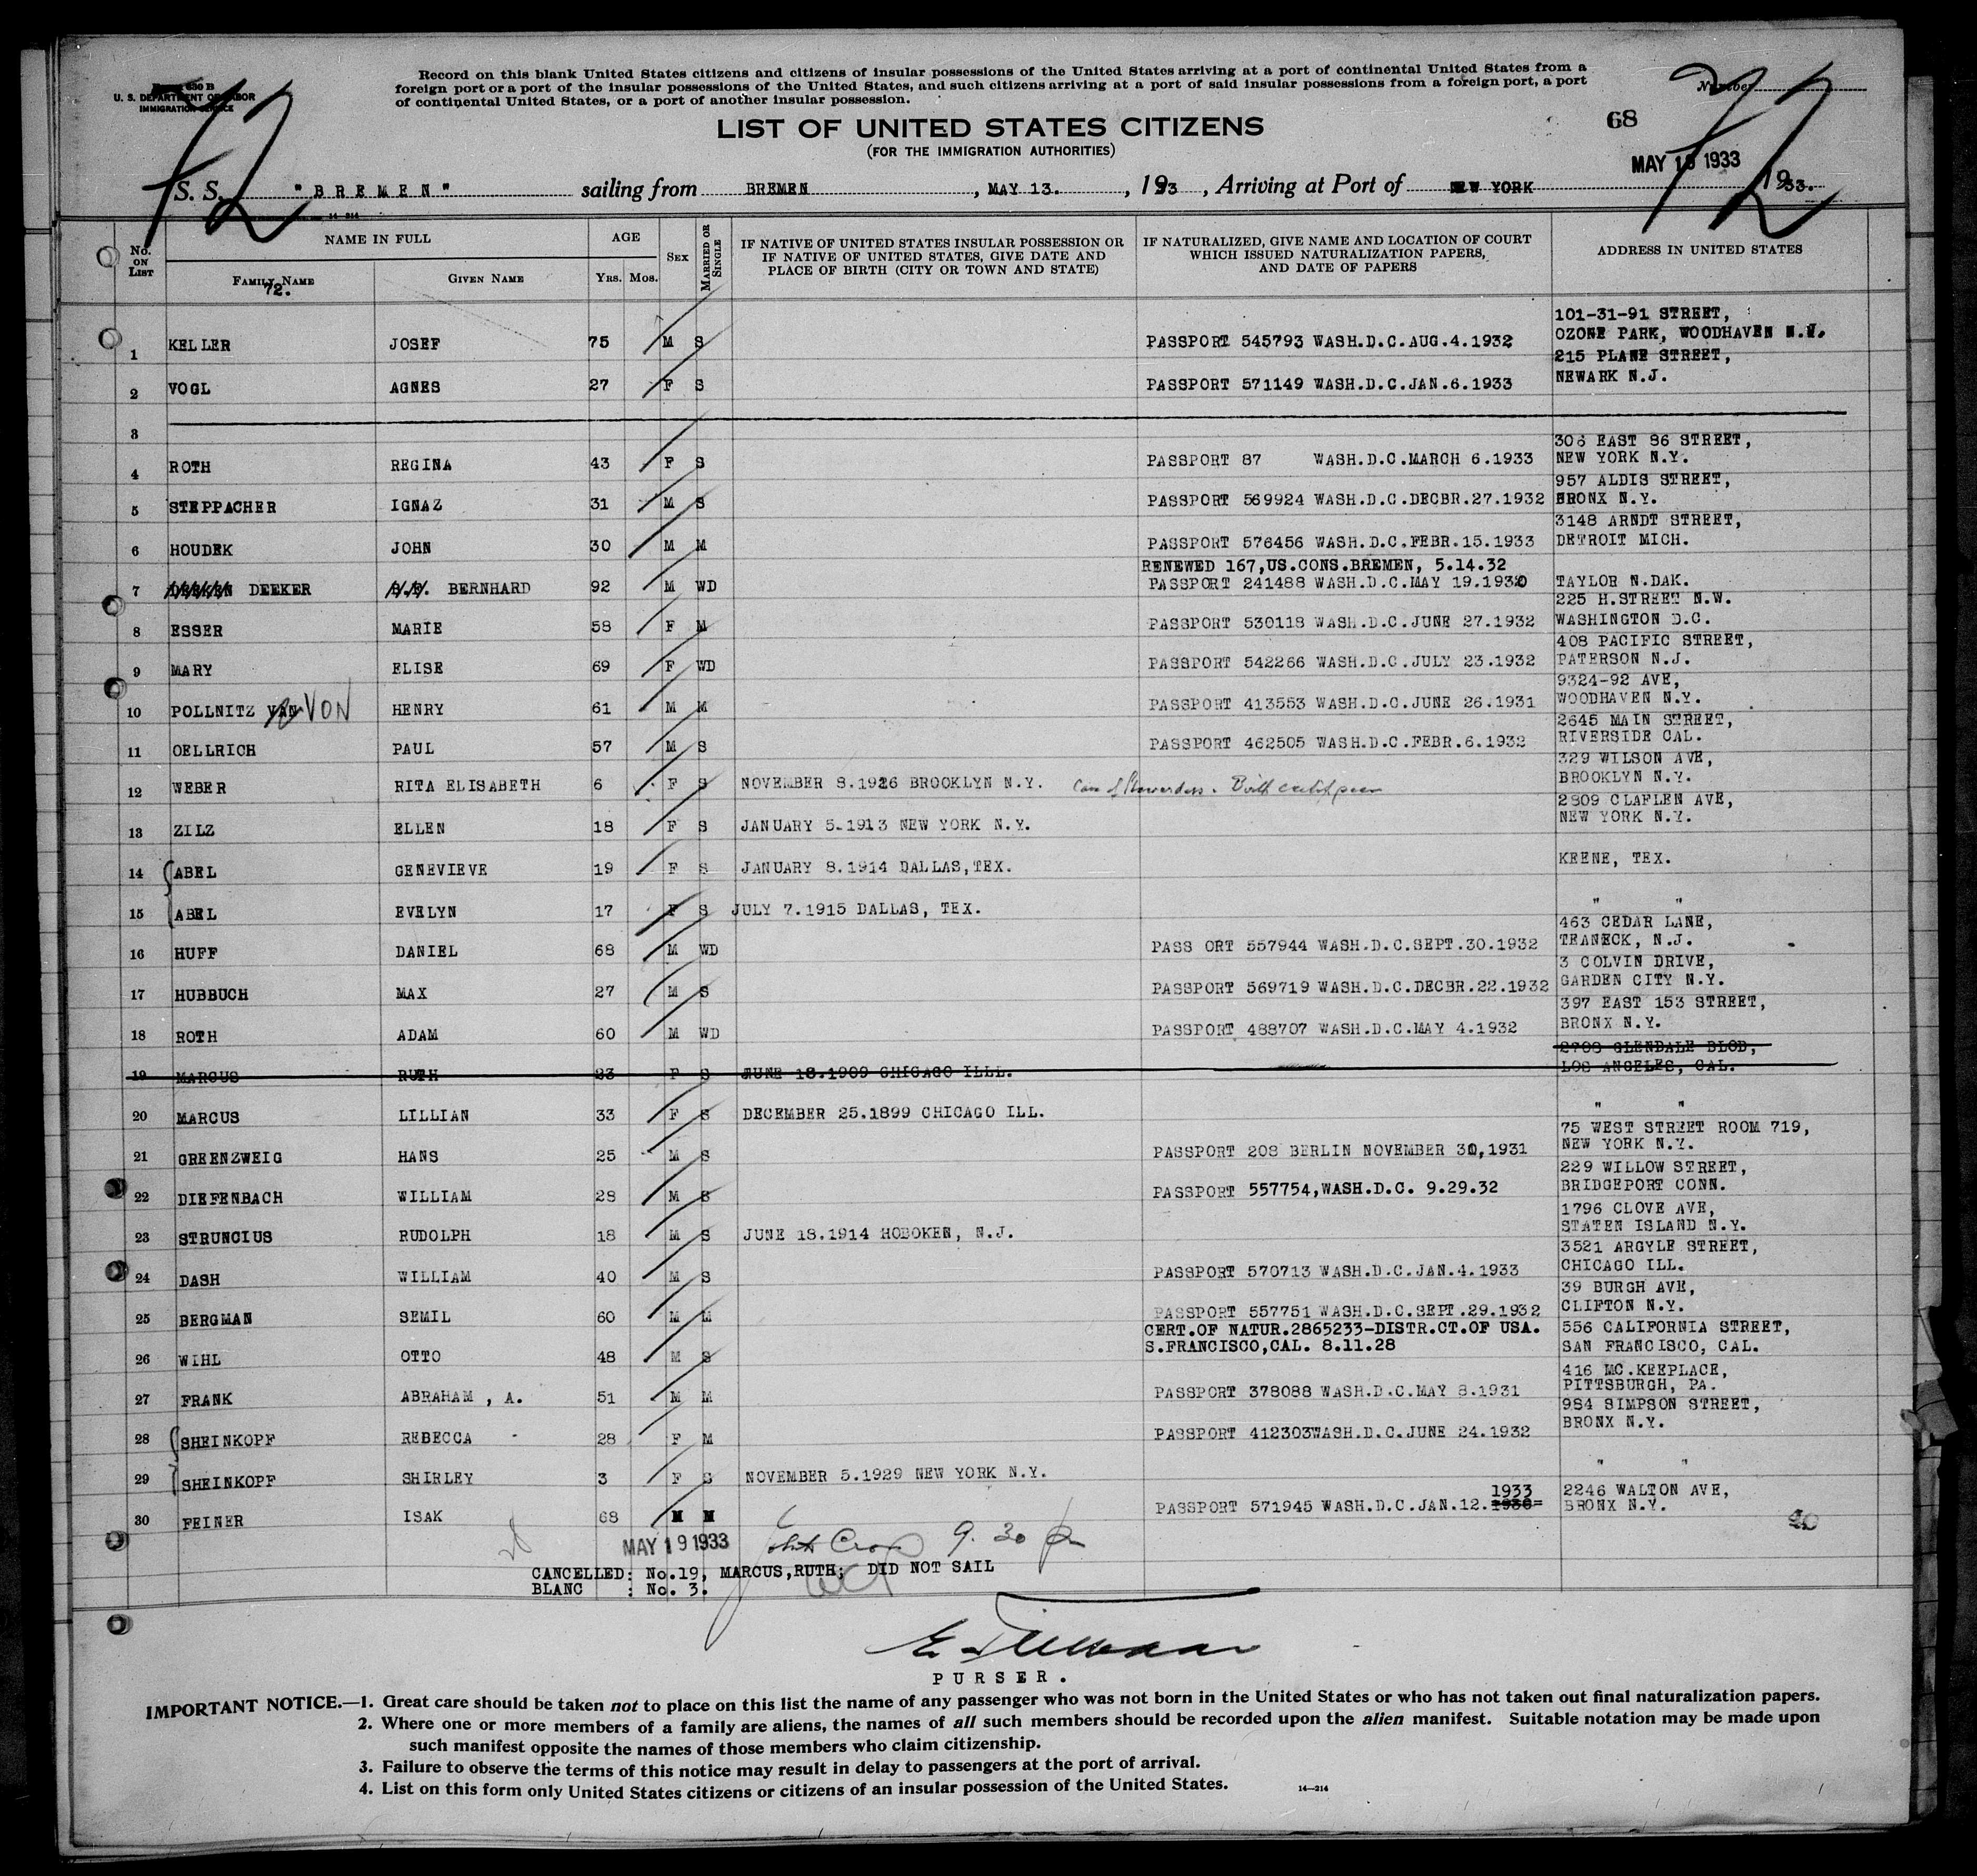 Record on this blank United States citizens and citizens of insular possessions of the United States arriving at a port of continental United States from a
foreign port or a port of the insular possessions of the United States, and such citizens arriving at a port of said insular possessions from a foreign port, a port
of continental United States, or a port of another insular possession.
630 B
U. S. DEPARTMENT OF LABOR
IMMIGRATION SERVICE
Number
72
72
LIST OF UNITED STATES CITIZENS
(FOR THE IMMIGRATION AUTHORITIES)
68
MAY 19 1933
S. S. "BREMEN" sailing from BREMEN, MAY 13., 1933, Arriving at Port of NEW YORK 1933.
14-214
No. ON LIST
NAME IN FULL
FAMILY NAME
72.
GIVEN NAME
AGE
YRS. MOS.
SEX
MARRIED OR SINGLE
IF NATIVE OF UNITED STATES INSULAR POSSESSION OR
IF NATIVE OF UNITED STATES, GIVE DATE AND
PLACE OF BIRTH (CITY OR TOWN AND STATE)
IF NATURALIZED, GIVE NAME AND LOCATION OF COURT
WHICH ISSUED NATURALIZATION PAPERS,
AND DATE OF PAPERS
ADDRESS IN UNITED STATES
1 KELLER JOSEF 75 M S PASSPORT 545793 WASH.D.C.AUG.4.1932 101-31-91 STREET,
OZONE PARK, WOODHAVEN N.Y.
2 VOGL AGNES 27 F S PASSPORT 571149 WASH.D.C.JAN.6.1933 215 PLANE STREET,
NEWARK N.J.
3
4 ROTH REGINA 43 F S PASSPORT 87 WASH.D.C.MARCH 6.1933 306 EAST 86 STREET,
NEW YORK N.Y.
5 STEPPACHER IGNAZ 31 M S PASSPORT 569924 WASH.D.C.DECBR.27.1932 957 ALDIS STREET,
BRONX N.Y.
6 HOUDEK JOHN 30 M M PASSPORT 576456 WASH.D.C.FEBR.15.1933 3148 ARNDT STREET,
DETROIT MICH.
RENEWED 167,US.CONS.BREMEN, 5.14.32
7 DEEKER BERNHARD 92 M WD PASSPORT 241488 WASH.D.C.MAY 19.1930 TAYLOR N.DAK.
8 ESSER MARIE 58 F M PASSPORT 530118 WASH.D.C.JUNE 27.1932 225 H.STREET N.W.
WASHINGTON D.C.
9 MARY ELISE 69 F WD PASSPORT 542266 WASH.D.C.JULY 23.1932 408 PACIFIC STREET,
PATERSON N.J.
10 POLLNITZ VAN VON HENRY 61 M M PASSPORT 413553 WASH.D.C.JUNE 26.1931 9324-92 AVE,
WOODHAVEN N.Y.
11 OELLRICH PAUL 57 M S PASSPORT 462505 WASH.D.C.FEBR.6.1932 2645 MAIN STREET,
RIVERSIDE CAL.
12 WEBER RITA ELISABETH 6 F S NOVEMBER 8.1926 BROOKLYN N.Y. Care of Stewardess. Birth certif seen 329 WILSON AVE,
BROOKLYN N.Y.
13 ZILZ ELLEN 18 F S JANUARY 5.1913 NEW YORK N.Y. 2809 CLAFLEN AVE,
NEW YORK N.Y.
14 ABEL GENEVIEVE 19 F S JANUARY 8.1914 DALLAS,TEX. KEENE, TEX.
15 ABEL EVELYN 17 F S JULY 7.1915 DALLAS, TEX. " "
16 HUFF DANIEL 68 M WD PASS ORT 557944 WASH.D.C.SEPT.30.1932 463 CEDAR LANE,
TEANECK, N.J.
17 HUBBUCH MAX 27 M S PASSPORT 569719 WASH.D.C.DECBR.22.1932 3 COLVIN DRIVE,
GARDEN CITY N.Y.
18 ROTH ADAM 60 M WD PASSPORT 488707 WASH.D.C.MAY 4.1932 397 EAST 153 STREET,
BRONX N.Y.
19 MARCUS RUTH 23 F S JUNE 18.1909 CHICAGO ILLL. 2708 GLENDALE BLOD,
LOS ANGELES, CAL.
20 MARCUS LILLIAN 33 F S DECEMBER 25.1899 CHICAGO ILL. " "
21 GREENZWEIG HANS 25 M S PASSPORT 208 BERLIN NOVEMBER 30,1931 75 WEST STREET ROOM 719,
NEW YORK N.Y.
22 DIEFENBACH WILLIAM 28 M S PASSPORT 557754,WASH.D.C. 9.29.32 229 WILLOW STREET,
BRIDGEPORT CONN.
23 STRUNCIUS RUDOLPH 18 M S JUNE 18.1914 HOBOKEN, N.J. 1796 CLOVE AVE,
STATEN ISLAND N.Y.
24 DASH WILLIAM 40 M S PASSPORT 570713 WASH.D.C.JAN.4.1933 3521 ARGYLE STREET,
CHICAGO ILL.
25 BERGMAN SEMIL 60 M M PASSPORT 557751 WASH.D.C.SEPT.29.1932 39 BURGH AVE,
CLIFTON N.Y.
26 WIHL OTTO 48 M S CERT.OF NATUR.2865233-DISTR.CT.OF USA. 556 CALIFORNIA STREET,
S.FRANCISCO,CAL. 8.11.28 SAN FRANCISCO, CAL.
27 FRANK ABRAHAM , A. 51 M M PASSPORT 378088 WASH.D.C.MAY 8.1931 416 MC.KEEPLACE,
PITTSBURGH, PA.
28 SHEINKOPF REBECCA 28 F M PASSPORT 412303WASH.D.C.JUNE 24.1932 984 SIMPSON STREET,
BRONX N.Y.
29 SHEINKOPF SHIRLEY 3 F S NOVEMBER 5.1929 NEW YORK N.Y. " "
30 FEINER ISAK 68 M M PASSPORT 571945 WASH.D.C.JAN.12. 1933 2246 WALTON AVE,
BRONX N.Y.
MAY 19 1933 9.30
CANCELLED: No.19, MARCUS,RUTH; DID NOT SAIL
BLANC : No. 3.
PURSER.
IMPORTANT NOTICE.—1. Great care should be taken not to place on this list the name of any passenger who was not born in the United States or who has not taken out final naturalization papers.
2. Where one or more members of a family are aliens, the names of all such members should be recorded upon the alien manifest. Suitable notation may be made upon
such manifest opposite the names of those members who claim citizenship.
3. Failure to observe the terms of this notice may result in delay to passengers at the port of arrival.
4. List on this form only United States citizens or citizens of an insular possession of the United States.
14-214